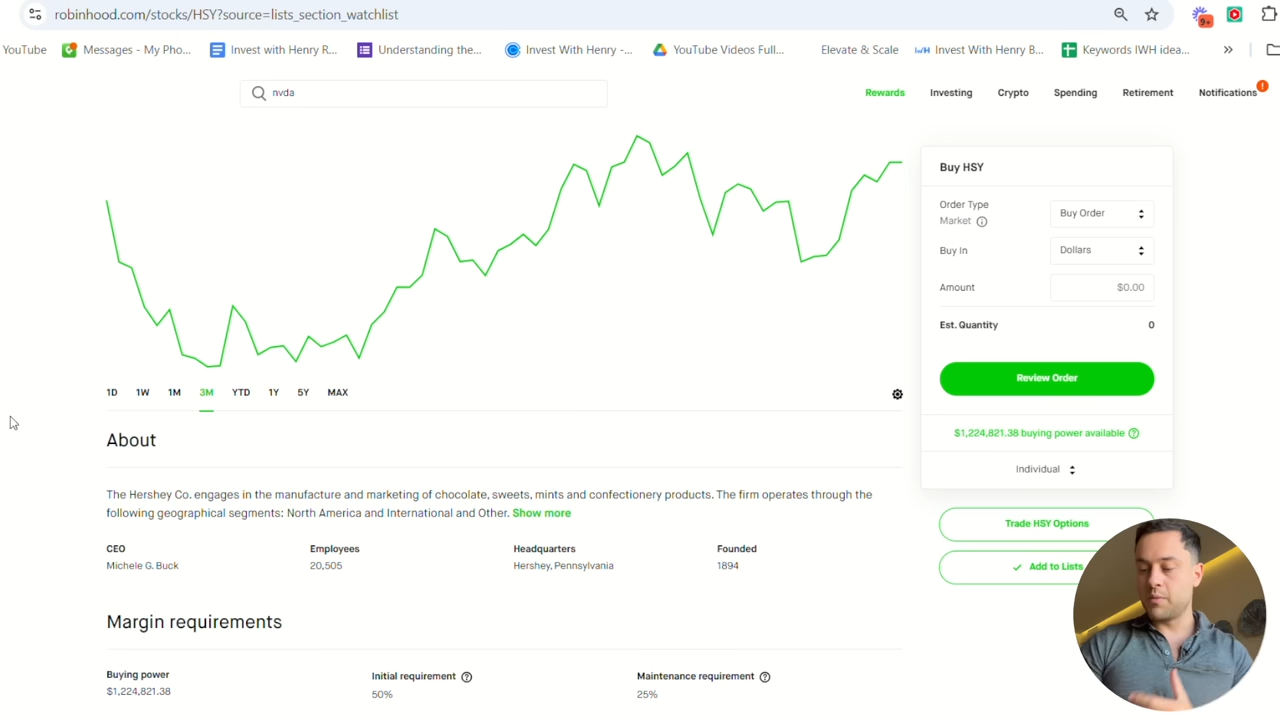 robinhood.com/stocks/HSY?source=lists_section_watchlist
9+
YouTube Messages - My Pho... Invest with Henry R... Understanding the... Invest With Henry -... YouTube Videos Full... Elevate & Scale IWH Invest With Henry B... Keywords IWH idea... »
nvda
Rewards Investing Crypto Spending Retirement Notifications !
Buy HSY
Order Type
Market
Buy Order
Buy In Dollars
Amount $0.00
Est. Quantity 0
Review Order
$1,224,821.38 buying power available ?
Individual
Trade HSY Options
Add to Lists
1D 1W 1M 3M YTD 1Y 5Y MAX
About
The Hershey Co. engages in the manufacture and marketing of chocolate, sweets, mints and confectionery products. The firm operates through the
following geographical segments: North America and International and Other. Show more
CEO Employees Headquarters Founded
Michele G. Buck 20,505 Hershey, Pennsylvania 1894
Margin requirements
Buying power Initial requirement ? Maintenance requirement ?
$1,224,821.38 50% 25%